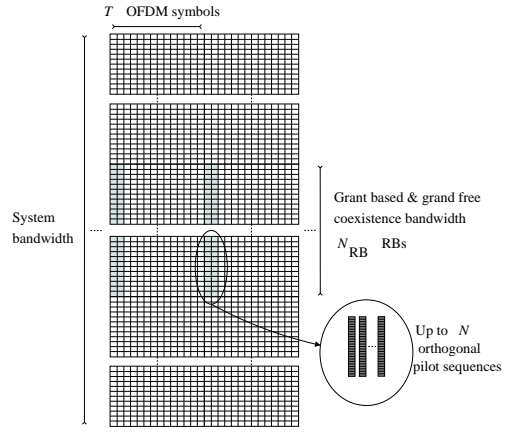 T OFDM symbols
System
bandwidth
Grant based & grand free
coexistence bandwidth
N RB RBs
Up to N
orthogonal
pilot sequences